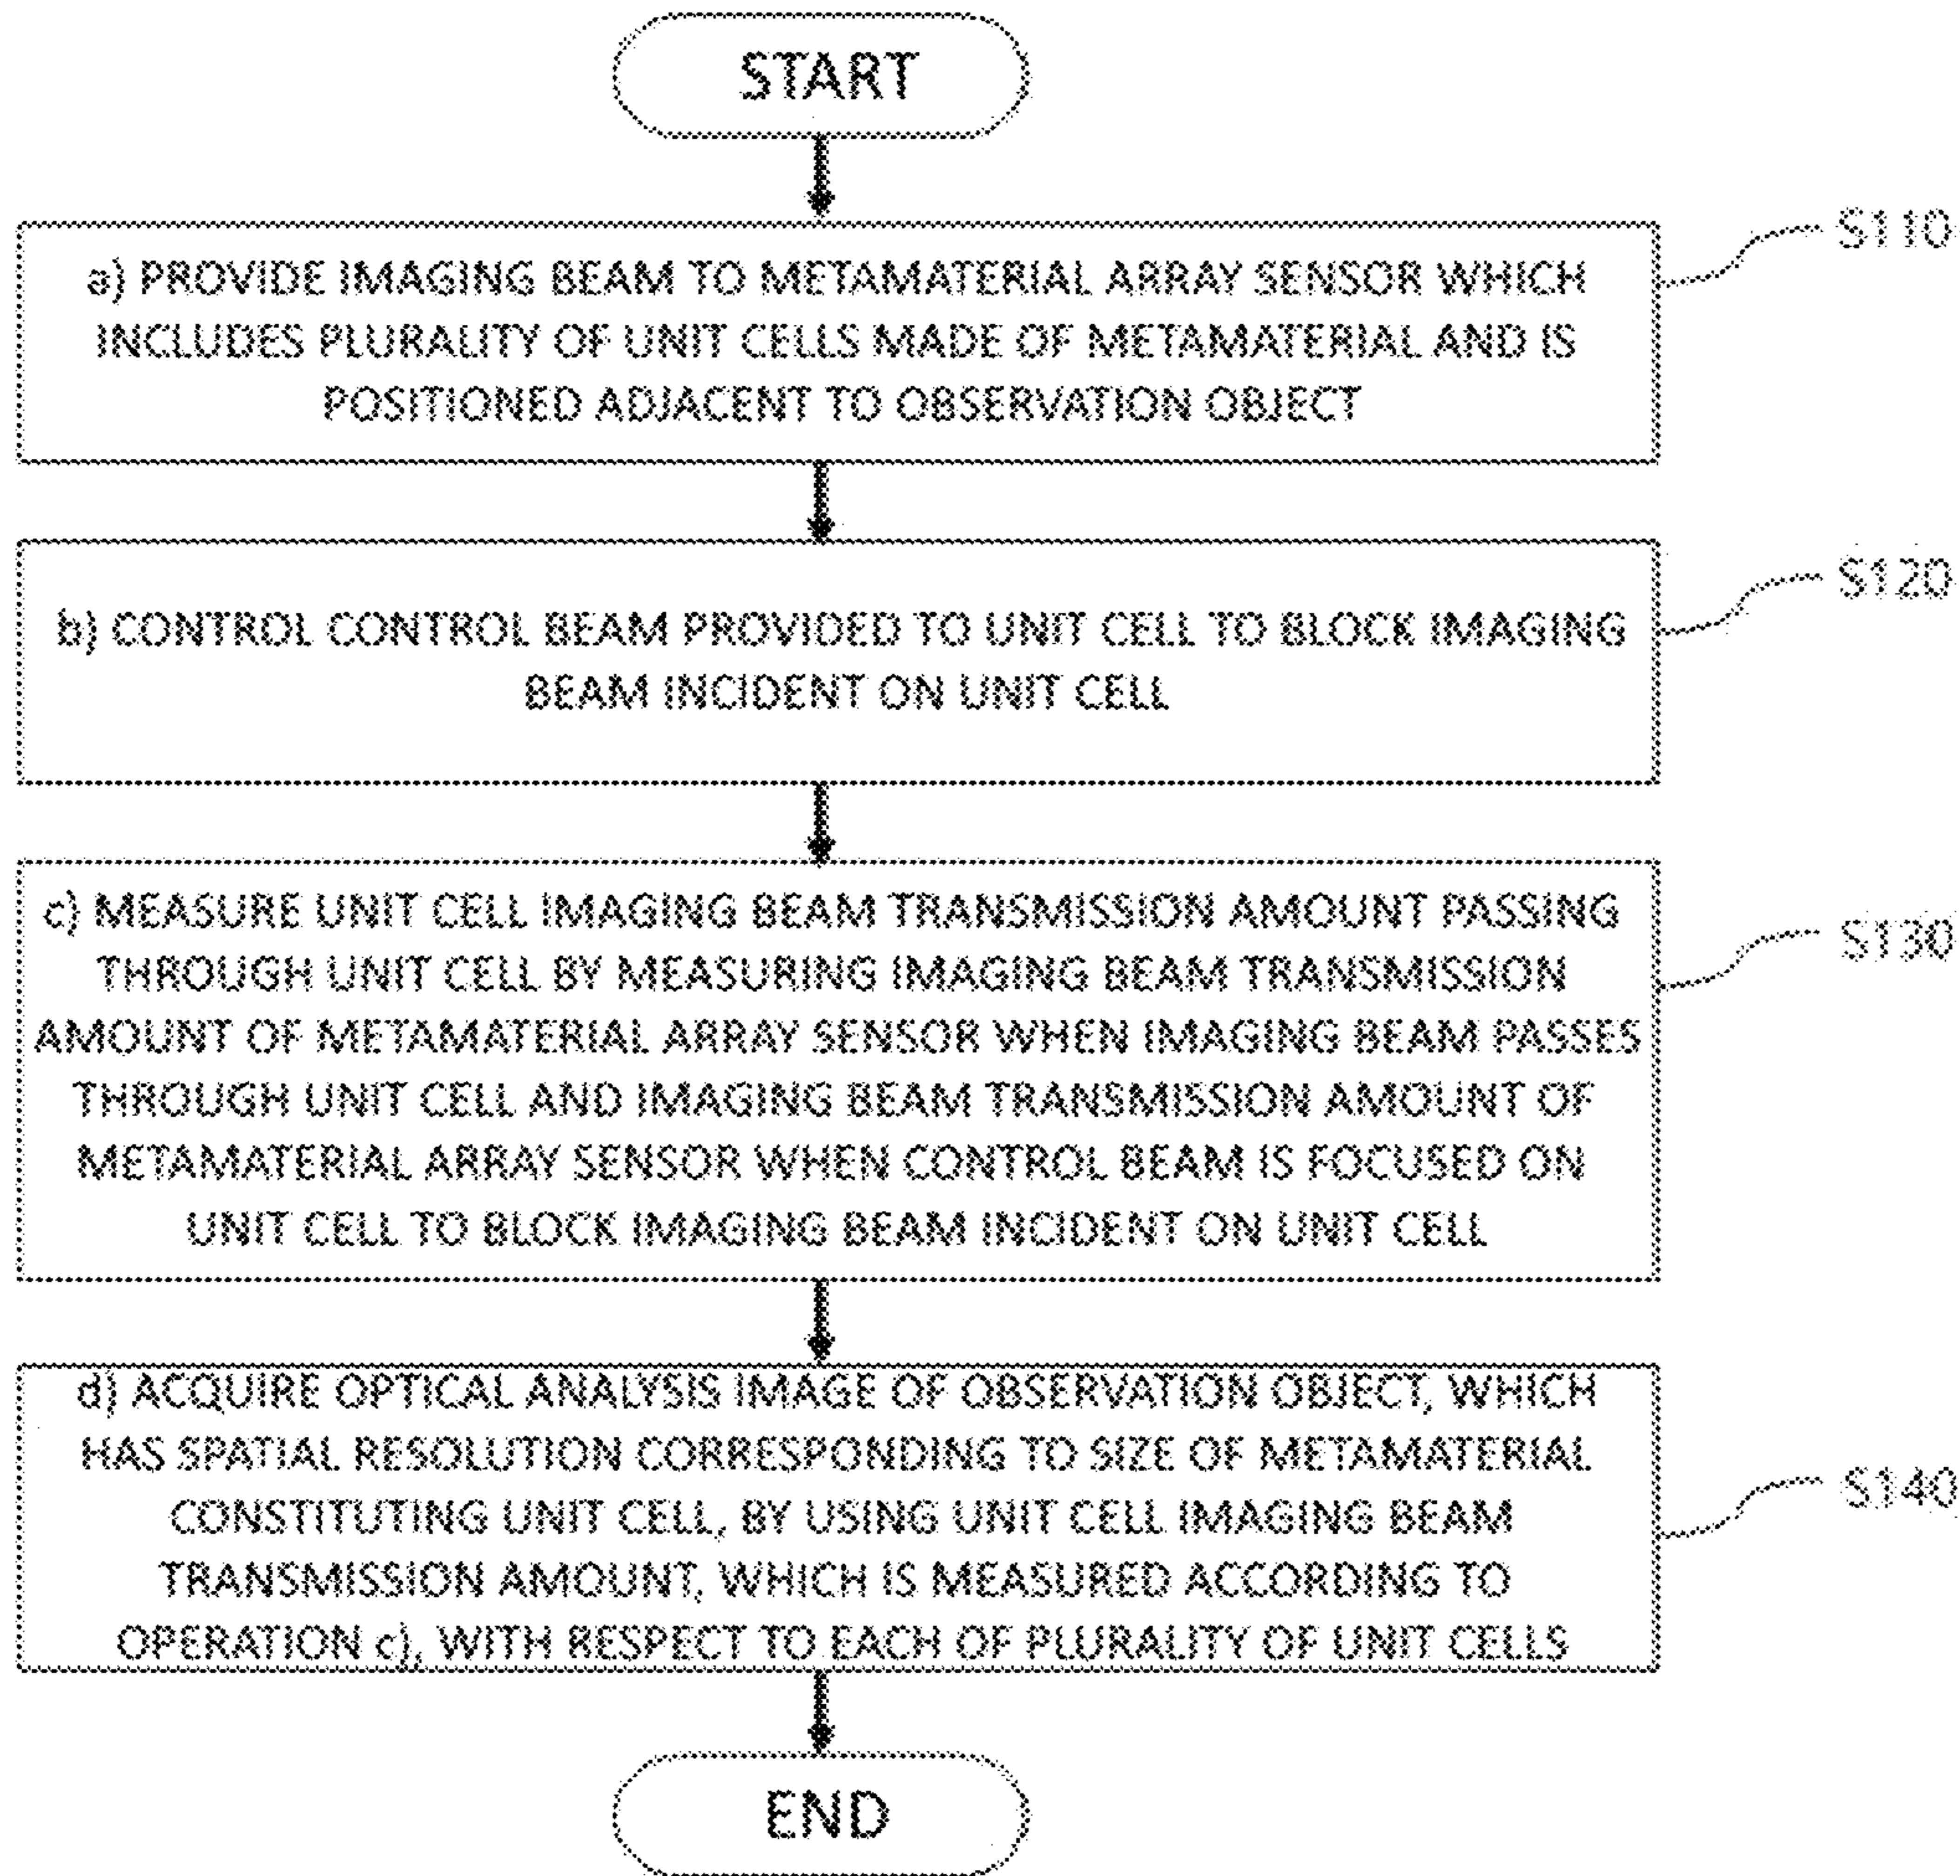 START
S110
a) PROVIDE IMAGING BEAM TO METAMATERIAL ARRAY SENSOR WHICH
INCLUDES PLURALITY OF UNIT CELLS MADE OF METAMATERIAL AND IS
POSITIONED ADJACENT TO OBSERVATION OBJECT
S120
b) CONTROL CONTROL BEAM PROVIDED TO UNIT CELL TO BLOCK IMAGING
BEAM INCIDENT ON UNIT CELL
S130
c) MEASURE UNIT CELL IMAGING BEAM TRANSMISSION AMOUNT PASSING
THROUGH UNIT CELL BY MEASURING IMAGING BEAM TRANSMISSION
AMOUNT OF METAMATERIAL ARRAY SENSOR WHEN IMAGING BEAM PASSES
THROUGH UNIT CELL AND IMAGING BEAM TRANSMISSION AMOUNT OF
METAMATERIAL ARRAY SENSOR WHEN CONTROL BEAM IS FOCUSED ON
UNIT CELL TO BLOCK IMAGING BEAM INCIDENT ON UNIT CELL
S140
d) ACQUIRE OPTICAL ANALYSIS IMAGE OF OBSERVATION OBJECT, WHICH
HAS SPATIAL RESOLUTION CORRESPONDING TO SIZE OF METAMATERIAL
CONSTITUTING UNIT CELL, BY USING UNIT CELL IMAGING BEAM
TRANSMISSION AMOUNT, WHICH IS MEASURED ACCORDING TO
OPERATION c), WITH RESPECT TO EACH OF PLURALITY OF UNIT CELLS
END